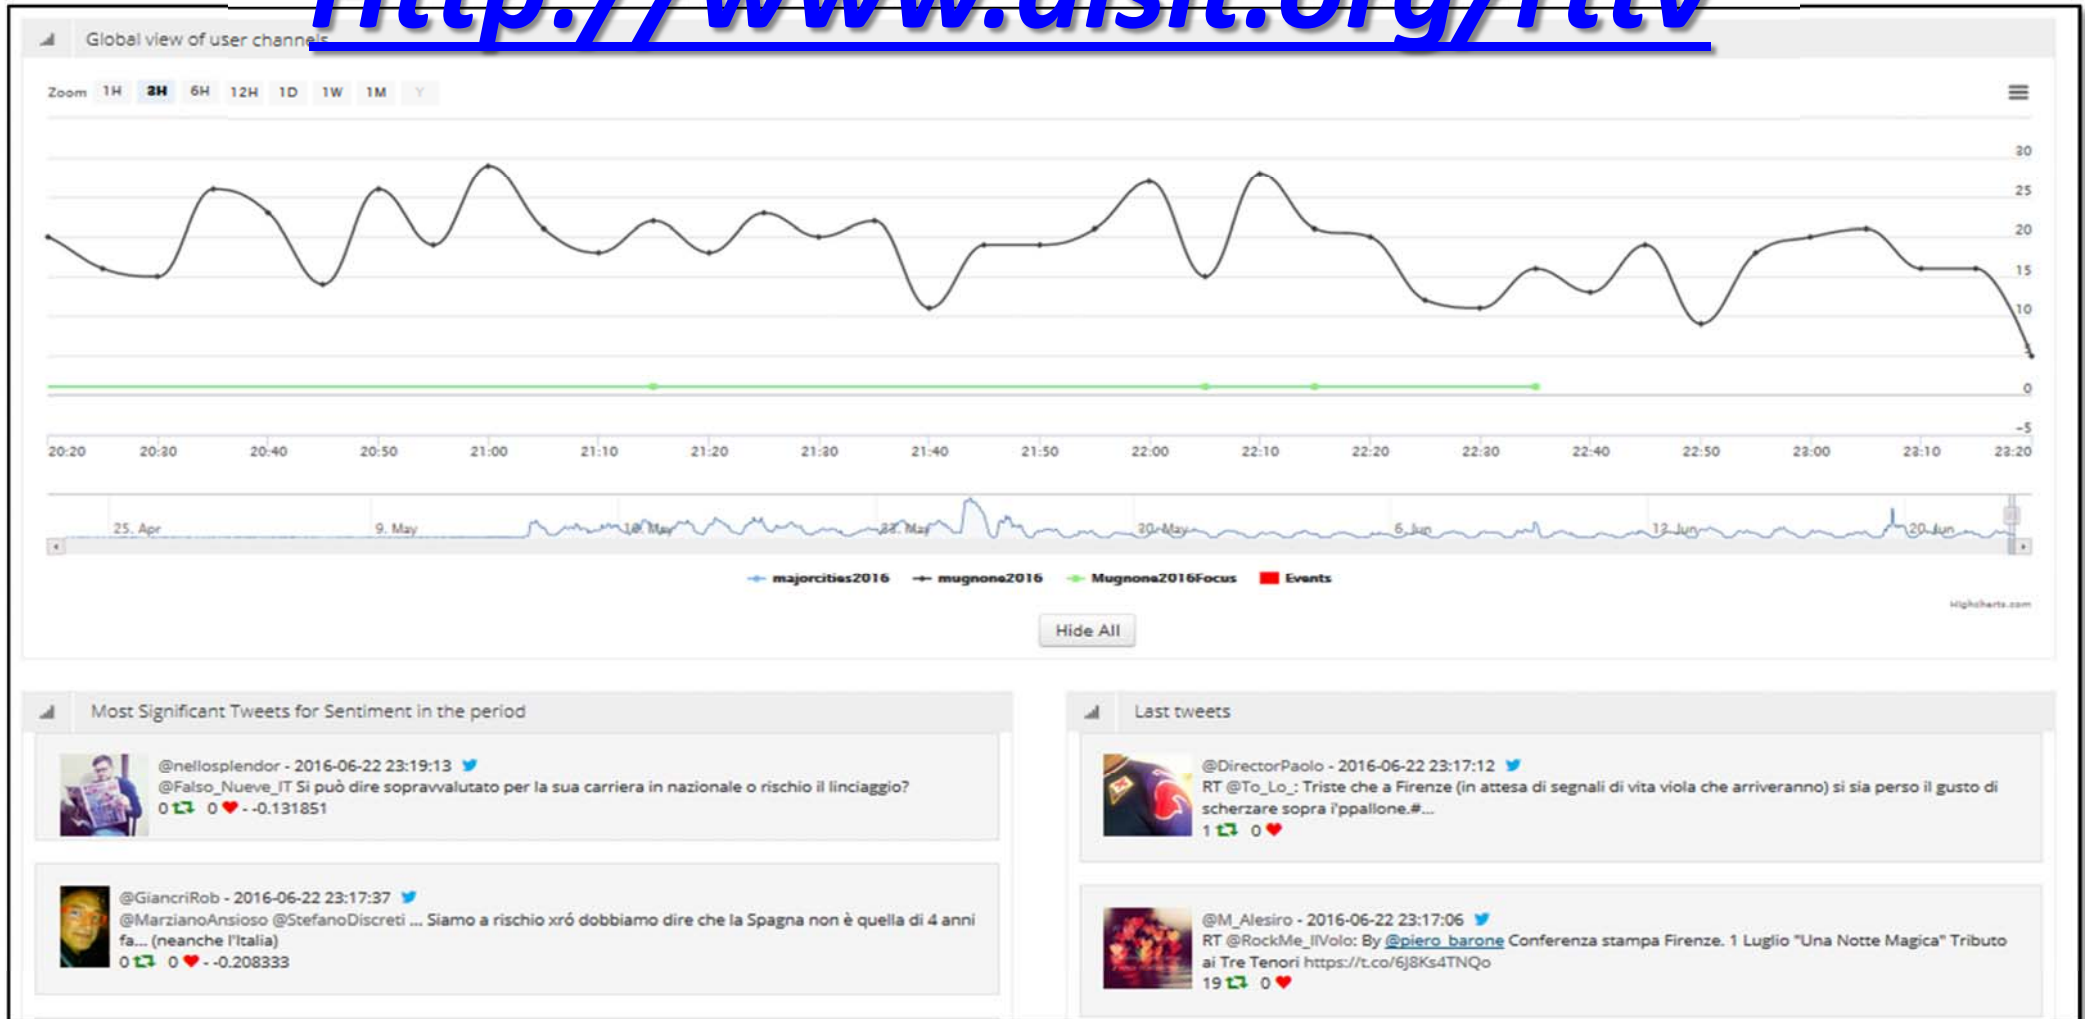 Http://www.disit.org/rttv
Global view of user channels
Zoom 1H 3H 6H 12H 1D 1W 1M Y
30
25
20
15
10
5
0
-5
20:20 20:30 20:40 20:50 21:00 21:10 21:20 21:30 21:40 21:50 22:00 22:10 22:20 22:30 22:40 22:50 23:00 23:10 23:20
25. Apr 9. May 16. May 23. May 30. May 6. Jun 13. Jun 20. Jun
majorcities2016 mugnone2016 Mugnone2016Focus Events
Highcharts.com
Hide All
Most Significant Tweets for Sentiment in the period
@nellosplendor - 2016-06-22 23:19:13
@Falso_Nueve_IT Si può dire sopravvalutato per la sua carriera in nazionale o rischio il linciaggio?
0 0 - -0.131851
@GiancriRob - 2016-06-22 23:17:37
@MarzianoAnsioso @StefanoDiscreti ... Siamo a rischio xró dobbiamo dire che la Spagna non è quella di 4 anni
fa... (neanche l'Italia)
0 0 - -0.208333
Last tweets
@DirectorPaolo - 2016-06-22 23:17:12
RT @To_Lo_: Triste che a Firenze (in attesa di segnali di vita viola che arriveranno) si sia perso il gusto di
scherzare sopra i'ppallone.#...
1 0
@M_Alesiro - 2016-06-22 23:17:06
RT @RockMe_IlVolo: By @piero_barone Conferenza stampa Firenze. 1 Luglio "Una Notte Magica" Tributo
ai Tre Tenori https://t.co/6J8Ks4TNQo
19 0